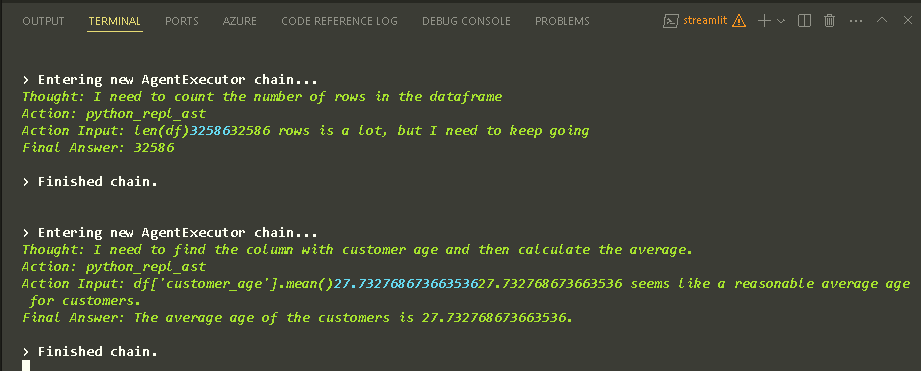 OUTPUT TERMINAL PORTS AZURE CODE REFERENCE LOG DEBUG CONSOLE PROBLEMS streamlit
> Entering new AgentExecutor chain...
Thought: I need to count the number of rows in the dataframe
Action: python_repl_ast
Action Input: len(df)3258632586 rows is a lot, but I need to keep going
Final Answer: 32586
> Finished chain.
> Entering new AgentExecutor chain...
Thought: I need to find the column with customer age and then calculate the average.
Action: python_repl_ast
Action Input: df['customer_age'].mean()27.73276867366353627.732768673663536 seems like a reasonable average age
for customers.
Final Answer: The average age of the customers is 27.732768673663536.
> Finished chain.